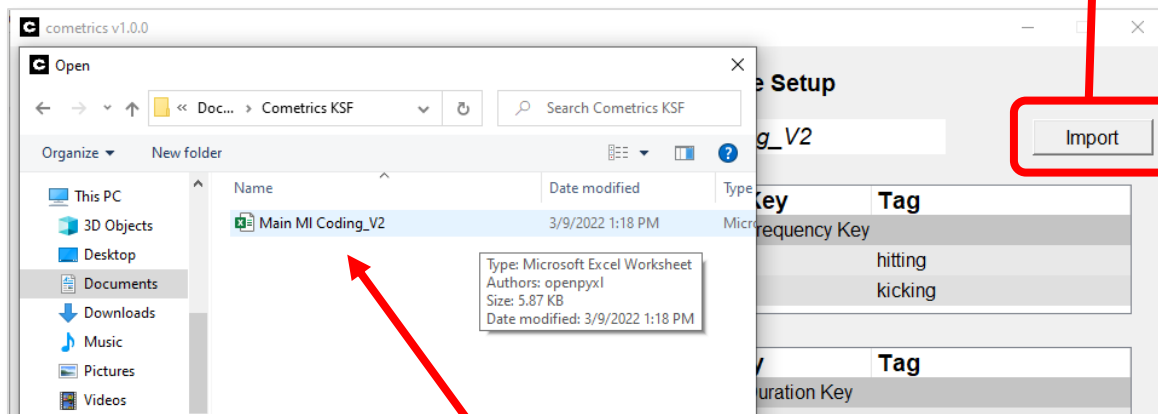 cometrics v1.0.0
Open
e Setup
« Doc... › Cometrics KSF
Search Cometrics KSF
g_V2
Import
Organize
New folder
?
Name
Date modified
Type
This PC
3D Objects
Desktop
Documents
Downloads
Music
Pictures
Videos
Main MI Coding_V2
3/9/2022 1:18 PM
Micr
Type: Microsoft Excel Worksheet
Authors: openpyxl
Size: 5.87 KB
Date modified: 3/9/2022 1:18 PM
Key
Tag
requency Key
hitting
kicking
y
Tag
uration Key